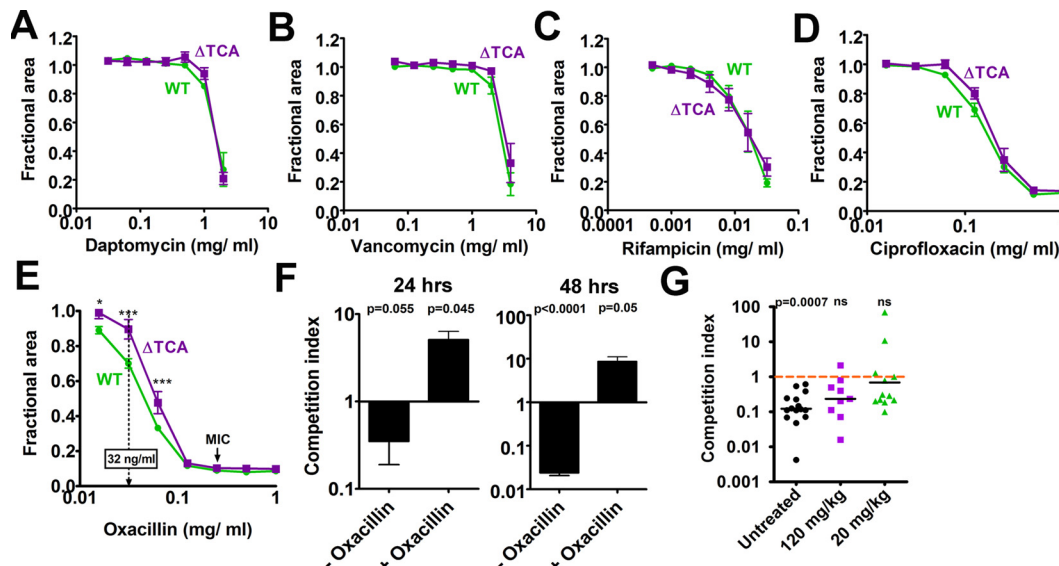 A
1.2
1.0
0.8
0.6
0.4
0.2
0.0
0.01
0.1
1
10
Fractional area
Daptomycin (mg/ ml)
ΔTCA
WT
B
1.2
1.0
0.8
0.6
0.4
0.2
0.0
0.01
0.1
1
10
Fractional area
Vancomycin (mg/ ml)
ΔTCA
WT
C
1.2
1.0
0.8
0.6
0.4
0.2
0.0
0.0001
0.001
0.01
0.1
Fractional area
Rifampicin (mg/ ml)
WT
ΔTCA
D
1.2
1.0
0.8
0.6
0.4
0.2
0.0
0.01
0.1
Fractional area
Ciprofloxacin (mg/ ml)
ΔTCA
WT
E
1.0
0.8
0.6
0.4
0.2
0.0
0.01
0.1
1
Fractional area
Oxacillin (mg/ ml)
*
***
***
ΔTCA
WT
MIC
32 ng/ml
F
24 hrs
p=0.055 p=0.045
10
1
0.1
Competition index
- Oxacillin
+ Oxacillin
48 hrs
p<0.0001 p=0.05
100
10
1
0.1
0.01
- Oxacillin
+ Oxacillin
G
p=0.0007 ns ns
100
10
1
0.1
0.01
0.001
Competition index
Untreated
120 mg/kg
20 mg/kg